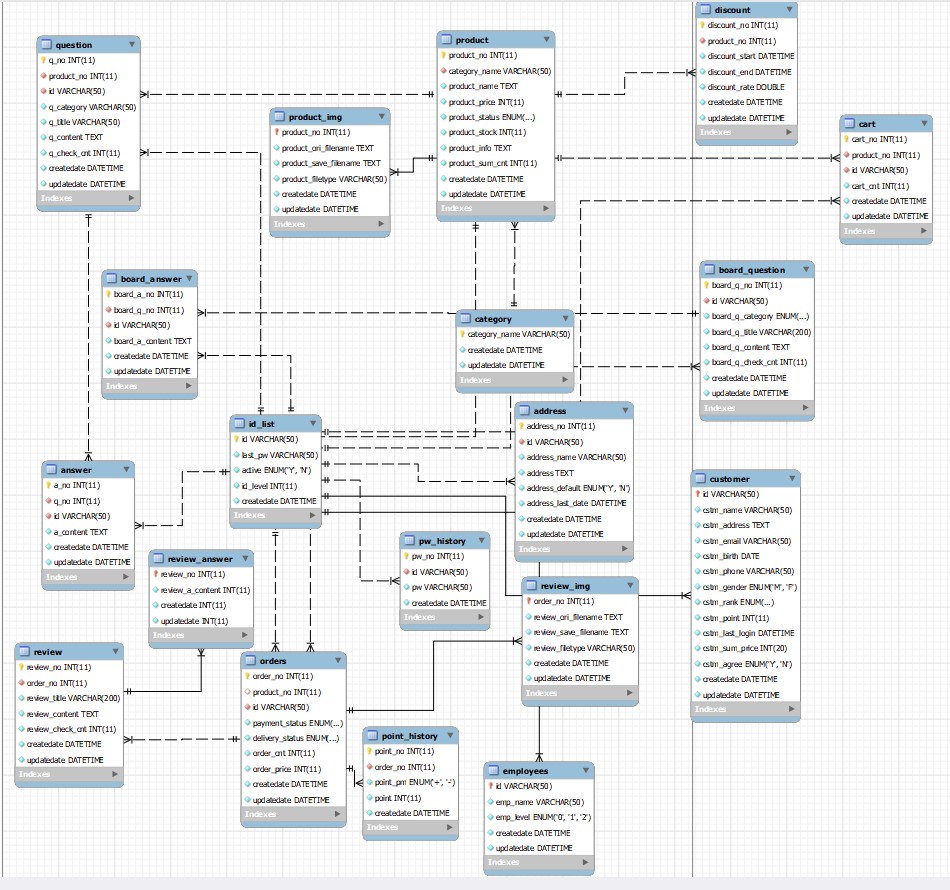 question
q_no INT(11)
product_no INT(11)
id VARCHAR(50)
q_category VARCHAR(50)
q_title VARCHAR(50)
q_content TEXT
q_check_cnt INT(11)
createdate DATETIME
updatedate DATETIME
Indexes
product_img
product_no INT(11)
product_ori_filename TEXT
product_save_filename TEXT
product_filetype VARCHAR(50)
createdate DATETIME
updatedate DATETIME
Indexes
product
product_no INT(11)
category_name VARCHAR(50)
product_name TEXT
product_price INT(11)
product_status ENUM(...)
product_stock INT(11)
product_info TEXT
product_sum_cnt INT(11)
createdate DATETIME
updatedate DATETIME
Indexes
discount
discount_no INT(11)
product_no INT(11)
discount_start DATETIME
discount_end DATETIME
discount_rate DOUBLE
createdate DATETIME
updatedate DATETIME
Indexes
cart
cart_no INT(11)
product_no INT(11)
id VARCHAR(50)
cart_cnt INT(11)
createdate DATETIME
updatedate DATETIME
Indexes
board_answer
board_a_no INT(11)
board_q_no INT(11)
id VARCHAR(50)
board_a_content TEXT
createdate DATETIME
updatedate DATETIME
Indexes
category
category_name VARCHAR(50)
createdate DATETIME
updatedate DATETIME
Indexes
board_question
board_q_no INT(11)
id VARCHAR(50)
board_q_category ENUM(...)
board_q_title VARCHAR(200)
board_q_content TEXT
board_q_check_cnt INT(11)
createdate DATETIME
updatedate DATETIME
Indexes
id_list
id VARCHAR(50)
last_pw VARCHAR(50)
active ENUM('Y', 'N')
id_level INT(11)
createdate DATETIME
Indexes
address
address_no INT(11)
id VARCHAR(50)
address_name VARCHAR(50)
address TEXT
address_default ENUM('Y', 'N')
address_last_date DATETIME
createdate DATETIME
updatedate DATETIME
Indexes
answer
a_no INT(11)
q_no INT(11)
id VARCHAR(50)
a_content TEXT
createdate DATETIME
updatedate DATETIME
Indexes
customer
id VARCHAR(50)
cstm_name VARCHAR(50)
cstm_address TEXT
cstm_email VARCHAR(50)
cstm_birth DATE
cstm_phone VARCHAR(50)
cstm_gender ENUM('M', 'F')
cstm_rank ENUM(...)
cstm_point INT(11)
cstm_last_login DATETIME
cstm_sum_price INT(20)
cstm_agree ENUM('Y', 'N')
createdate DATETIME
updatedate DATETIME
Indexes
pw_history
pw_no INT(11)
id VARCHAR(50)
pw VARCHAR(50)
createdate DATETIME
Indexes
review_answer
review_no INT(11)
review_a_content INT(11)
createdate INT(11)
updatedate INT(11)
Indexes
review_img
order_no INT(11)
review_ori_filename TEXT
review_save_filename TEXT
review_filetype VARCHAR(50)
createdate DATETIME
updatedate DATETIME
Indexes
review
review_no INT(11)
order_no INT(11)
review_title VARCHAR(200)
review_content TEXT
review_check_cnt INT(11)
createdate DATETIME
updatedate DATETIME
Indexes
orders
order_no INT(11)
product_no INT(11)
id VARCHAR(50)
payment_status ENUM(...)
delivery_status ENUM(...)
order_cnt INT(11)
order_price INT(11)
createdate DATETIME
updatedate DATETIME
Indexes
point_history
point_no INT(11)
order_no INT(11)
point_pm ENUM('+', '-')
point INT(11)
createdate DATETIME
Indexes
employees
id VARCHAR(50)
emp_name VARCHAR(50)
emp_level ENUM('0', '1', '2')
createdate DATETIME
updatedate DATETIME
Indexes